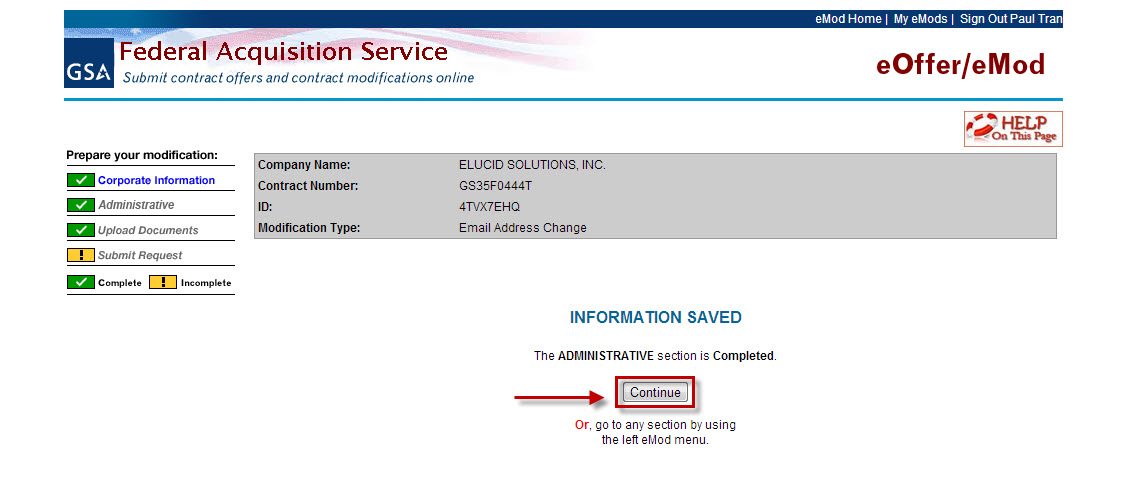 eMod Home | My eMods | Sign Out Paul Tran
GSA
Federal Acquisition Service
Submit contract offers and contract modifications online
eOffer/eMod
HELP
On This Page
Prepare your modification:
Corporate Information
Administrative
Upload Documents
! Submit Request
Complete ! Incomplete
Company Name: ELUCID SOLUTIONS, INC.
Contract Number: GS35F0444T
ID: 4TVX7EHQ
Modification Type: Email Address Change
INFORMATION SAVED
The ADMINISTRATIVE section is Completed.
Continue
Or, go to any section by using
the left eMod menu.